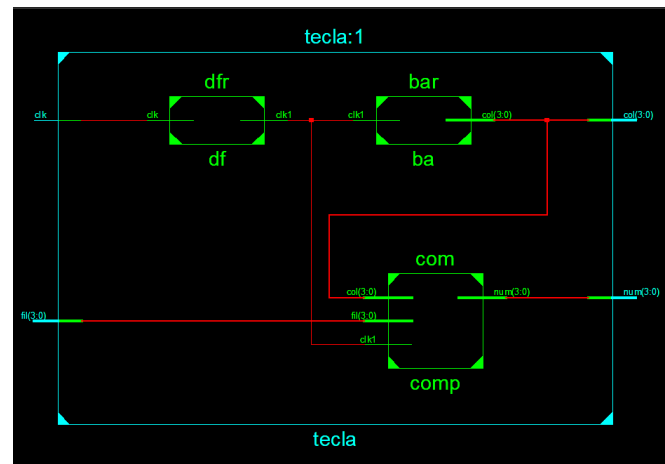 tecla:1
dfr
bar
clk clk clk1 clk1 col(3:0) col(3:0)
df
ba
com
col(3:0) num(3:0) num(3:0)
fil(3:0) fil(3:0)
clk1
comp
tecla